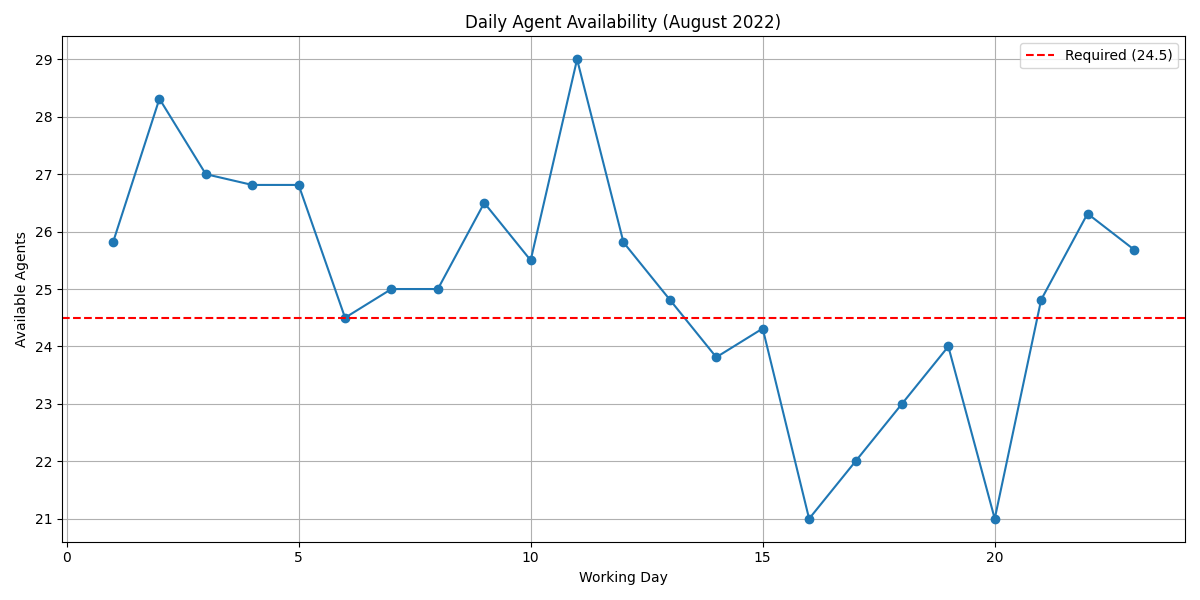 Daily Agent Availability (August 2022)
Required (24.5)
Available Agents
29
28
27
26
25
24
23
22
21
0 5 10 15 20
Working Day